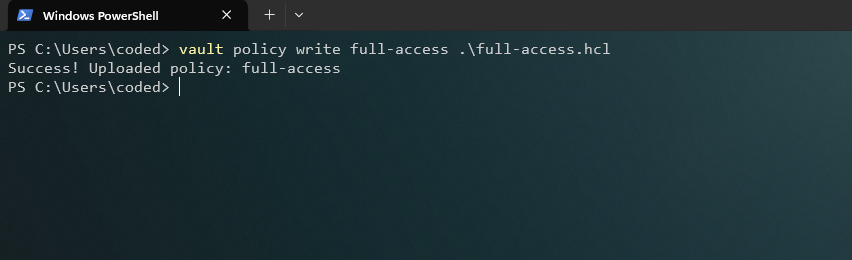 Windows PowerShell
PS C:\Users\coded> vault policy write full-access .\full-access.hcl
Success! Uploaded policy: full-access
PS C:\Users\coded>